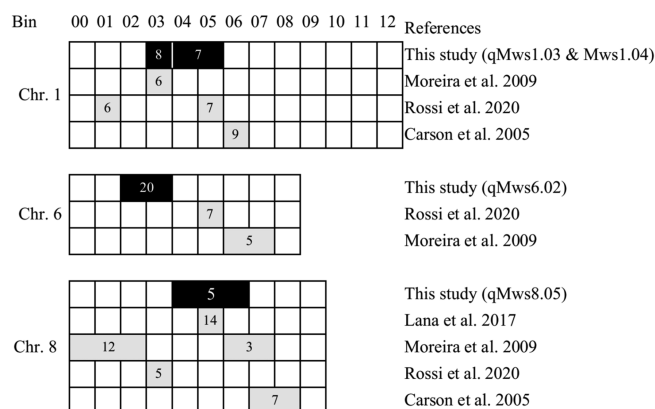 Bin 00 01 02 03 04 05 06 07 08 09 10 11 12 References
8 7 This study (qMws1.03 & Mws1.04)
Chr. 1
6 Moreira et al. 2009
6 7 Rossi et al. 2020
9 Carson et al. 2005
20 This study (qMws6.02)
Chr. 6 7 Rossi et al. 2020
5 Moreira et al. 2009
5 This study (qMws8.05)
14 Lana et al. 2017
Chr. 8 12 3 Moreira et al. 2009
5 Rossi et al. 2020
7 Carson et al. 2005